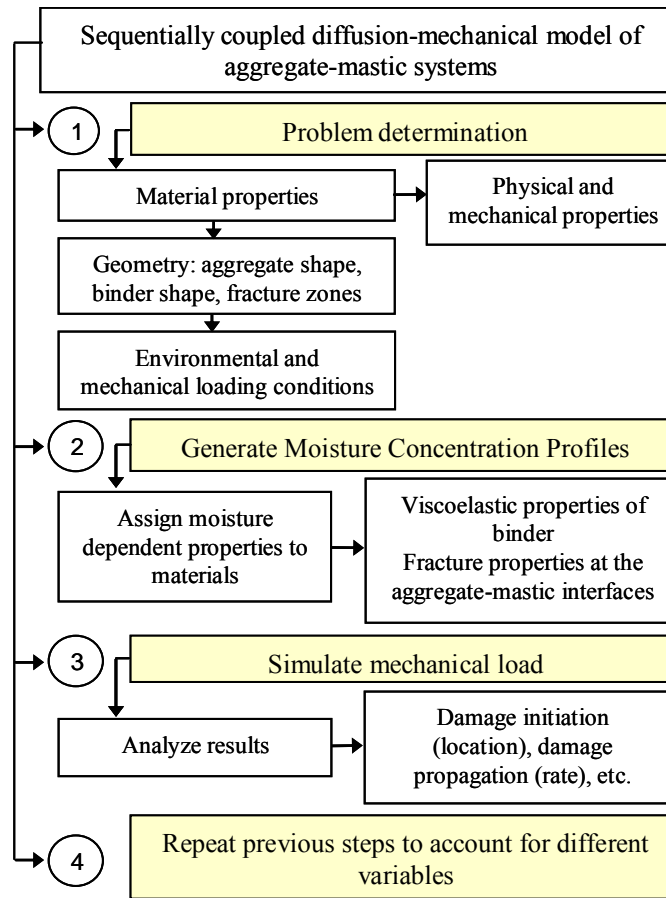 Sequentially coupled diffusion-mechanical model of
aggregate-mastic systems
1
Problem determination
Material properties
Physical and
mechanical properties
Geometry: aggregate shape,
binder shape, fracture zones
Environmental and
mechanical loading conditions
2
Generate Moisture Concentration Profiles
Assign moisture
dependent properties to
materials
Viscoelastic properties of
binder
Fracture properties at the
aggregate-mastic interfaces
3
Simulate mechanical load
Analyze results
Damage initiation
(location), damage
propagation (rate), etc.
4
Repeat previous steps to account for different
variables